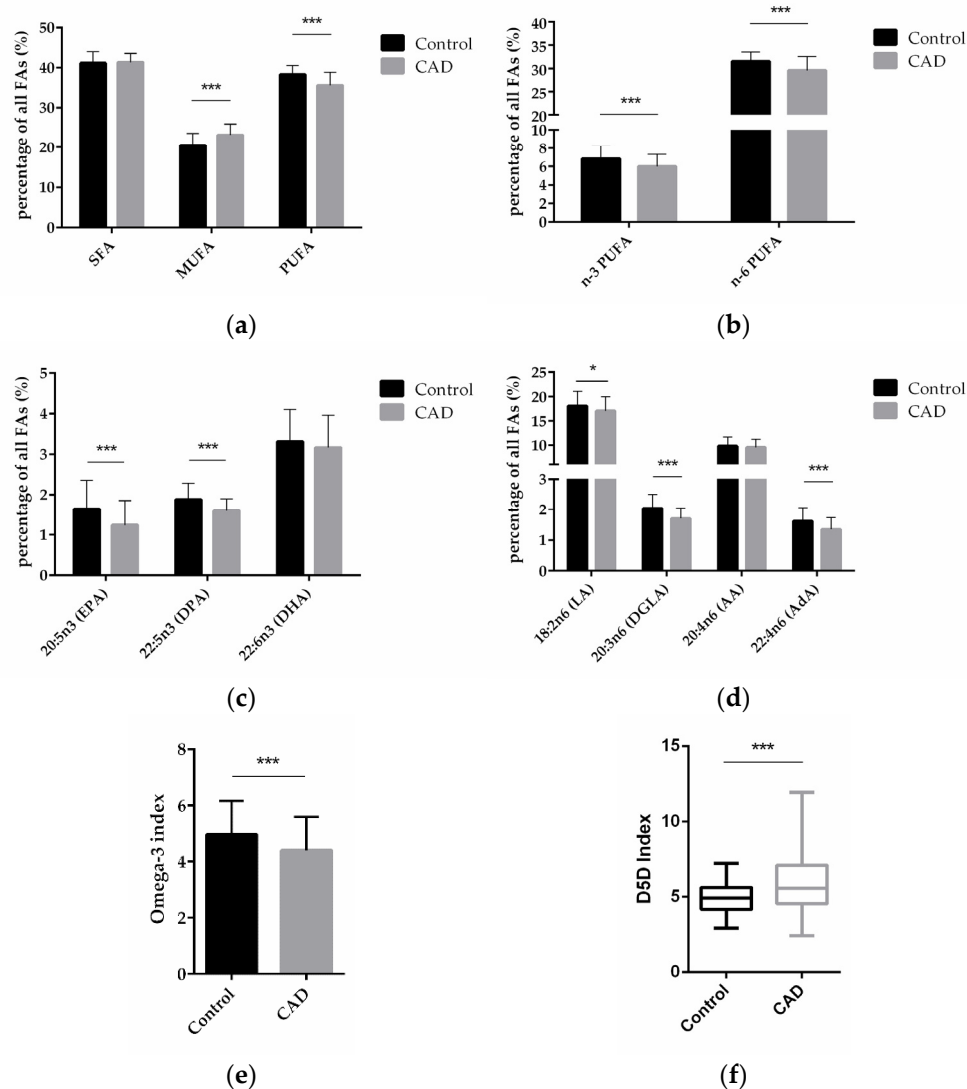 percentage of all FAs (%)
50
40
30
20
10
0
***
***
SFA
MUFA
PUFA
Control
CAD
(a)
percentage of all FAs (%)
40
35
30
25
20
8
6
4
2
0
***
***
n-3 PUFA
n-6 PUFA
Control
CAD
(b)
percentage of all FAs (%)
5
4
3
2
1
0
***
***
20:5n3 (EPA)
22:5n3 (DPA)
22:6n3 (DHA)
Control
CAD
(c)
percentage of all FAs (%)
25
20
15
10
3
2
1
0
*
***
***
18:2n6 (LA)
20:3n6 (DGLA)
20:4n6 (AA)
22:4n6 (AdA)
Control
CAD
(d)
Omega-3 index
8
6
4
2
0
***
Control
CAD
(e)
D5D Index
15
10
5
0
***
Control
CAD
(f)